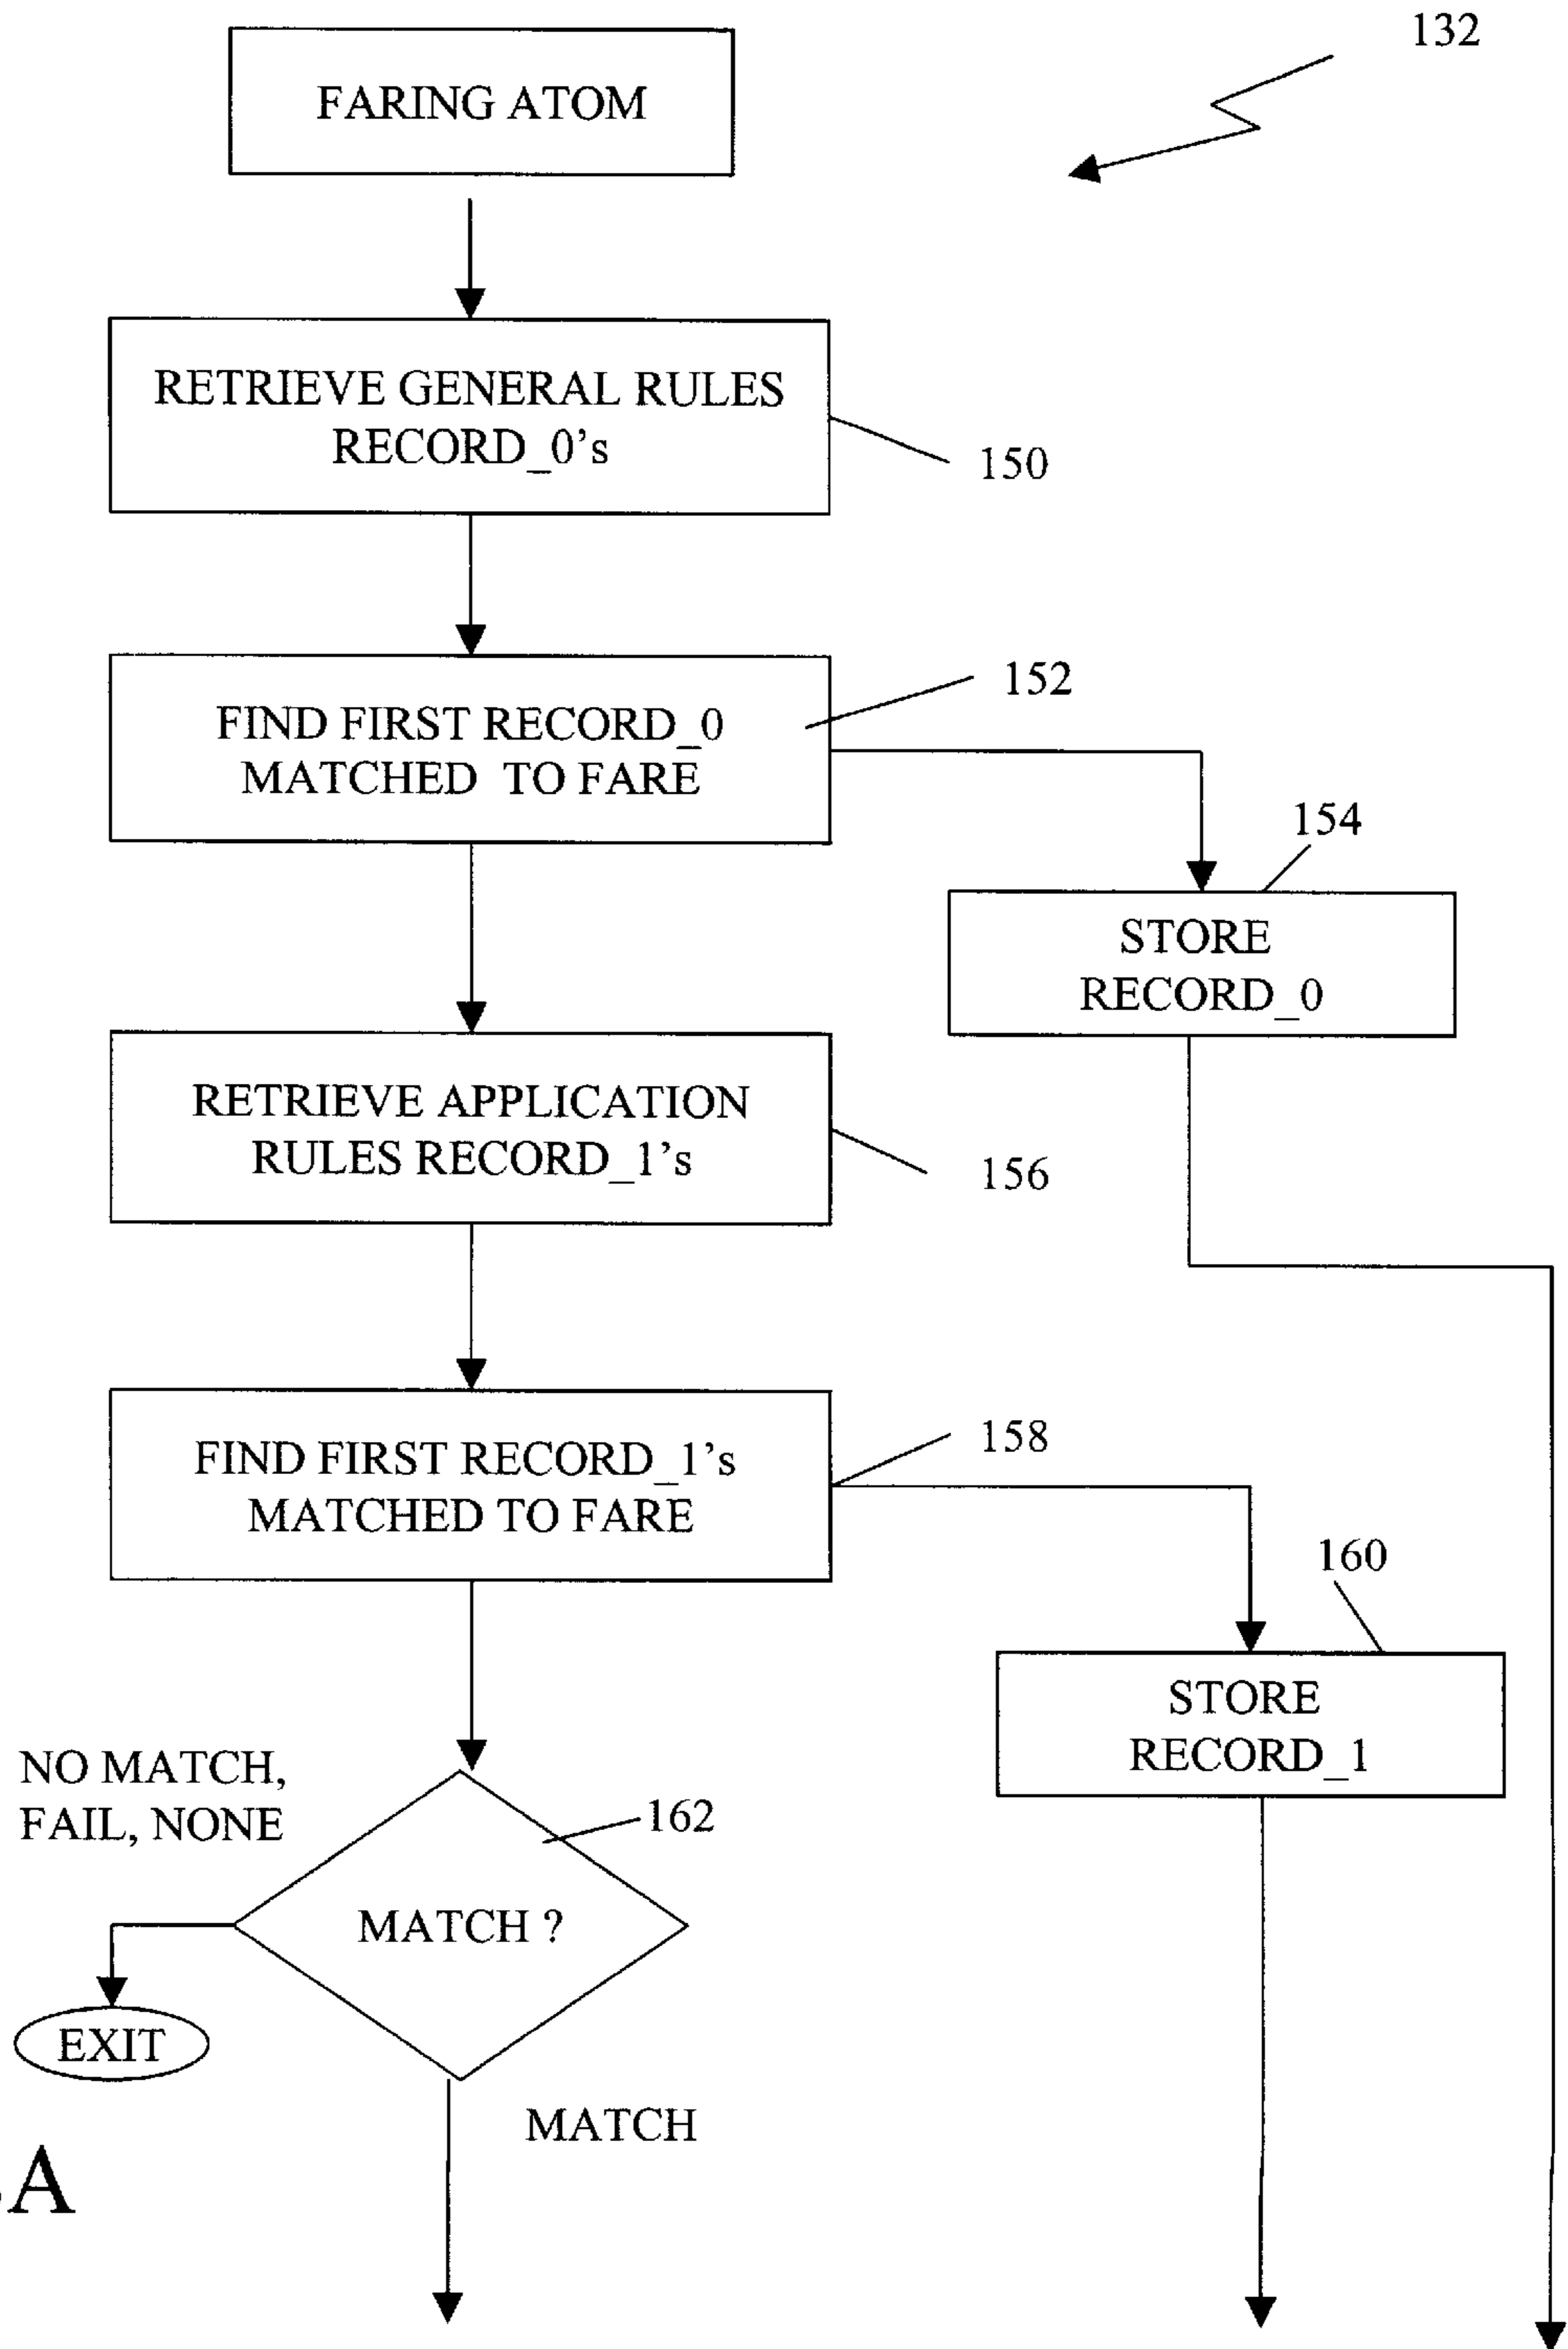 132
FARING ATOM
RETRIEVE GENERAL RULES
RECORD_0's
150
152
FIND FIRST RECORD_0
MATCHED TO FARE
154
STORE
RECORD_0
RETRIEVE APPLICATION
RULES RECORD_1's
156
158
FIND FIRST RECORD_1's
MATCHED TO FARE
160
STORE
RECORD_1
NO MATCH,
FAIL, NONE
162
MATCH ?
EXIT
MATCH
A